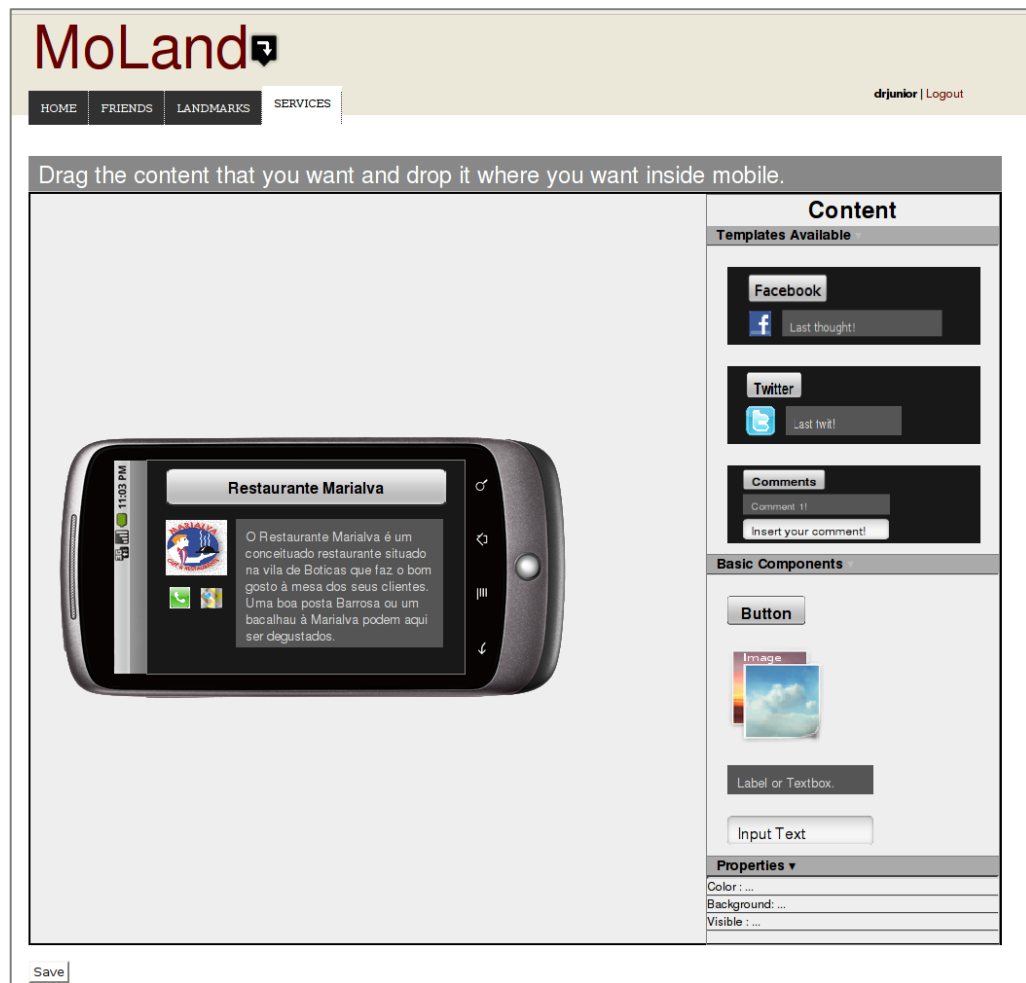 MoLand
HOME FRIENDS LANDMARKS SERVICES
drjunior | Logout
Drag the content that you want and drop it where you want inside mobile.
11:03 PM
3G
Restaurante Marialva
MARIALVA
O Restaurante Marialva é um
conceituado restaurante situado
na vila de Boticas que faz o bom
gosto à mesa dos seus clientes.
Uma boa posta Barrosa ou um
bacalhau à Marialva podem aqui
ser degustados.
Content
Templates Available
Facebook
Last thought!
Twitter
Last twit!
Comments
Comment 1!
Insert your comment!
Basic Components
Button
Image
Label or Textbox.
Input Text
Properties ▾
Color : ...
Background: ...
Visible : ...
Save